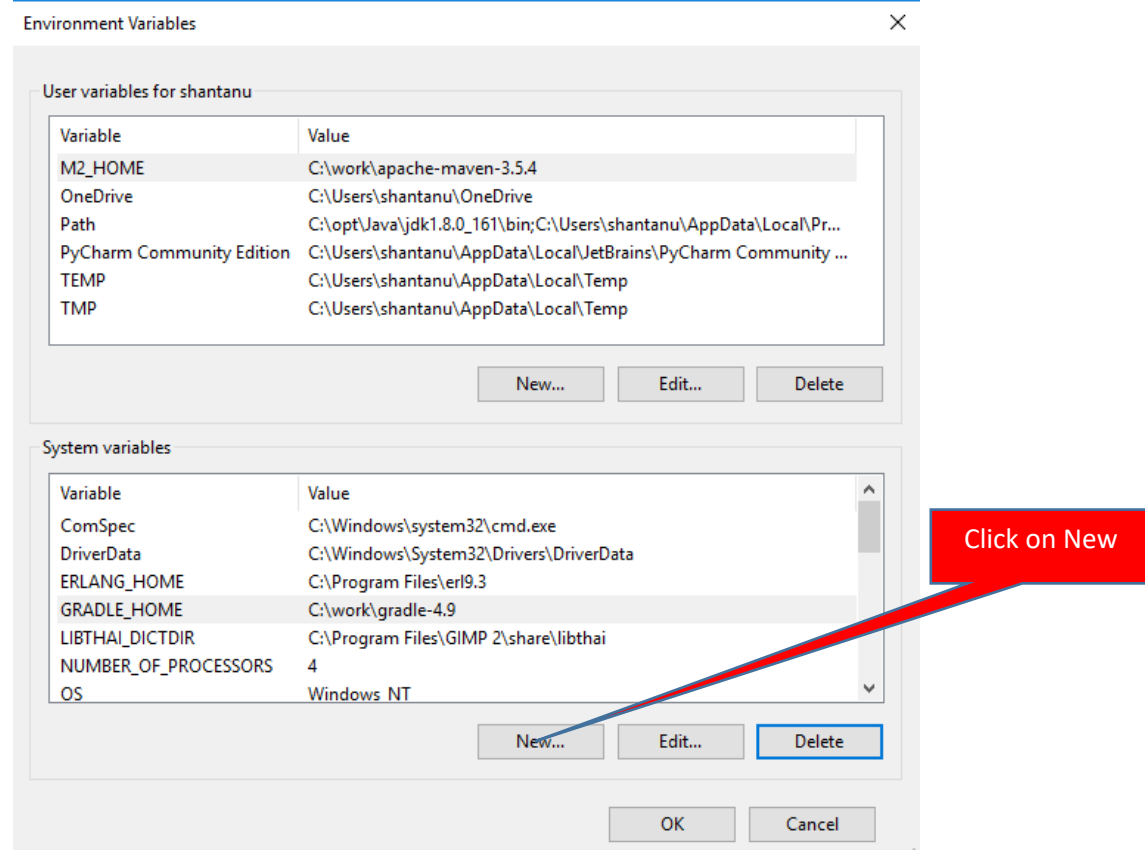 Environment Variables
User variables for shantanu
Variable Value
M2_HOME C:\work\apache-maven-3.5.4
OneDrive C:\Users\shantanu\OneDrive
Path C:\opt\Java\jdk1.8.0_161\bin;C:\Users\shantanu\AppData\Local\Pr...
PyCharm Community Edition C:\Users\shantanu\AppData\Local\JetBrains\PyCharm Community ...
TEMP C:\Users\shantanu\AppData\Local\Temp
TMP C:\Users\shantanu\AppData\Local\Temp
New... Edit... Delete
System variables
Variable Value
ComSpec C:\Windows\system32\cmd.exe
DriverData C:\Windows\System32\Drivers\DriverData
ERLANG_HOME C:\Program Files\erl9.3
GRADLE_HOME C:\work\gradle-4.9
LIBTHAI_DICTDIR C:\Program Files\GIMP 2\share\libthai
NUMBER_OF_PROCESSORS 4
OS Windows_NT
Click on New
New... Edit... Delete
OK Cancel